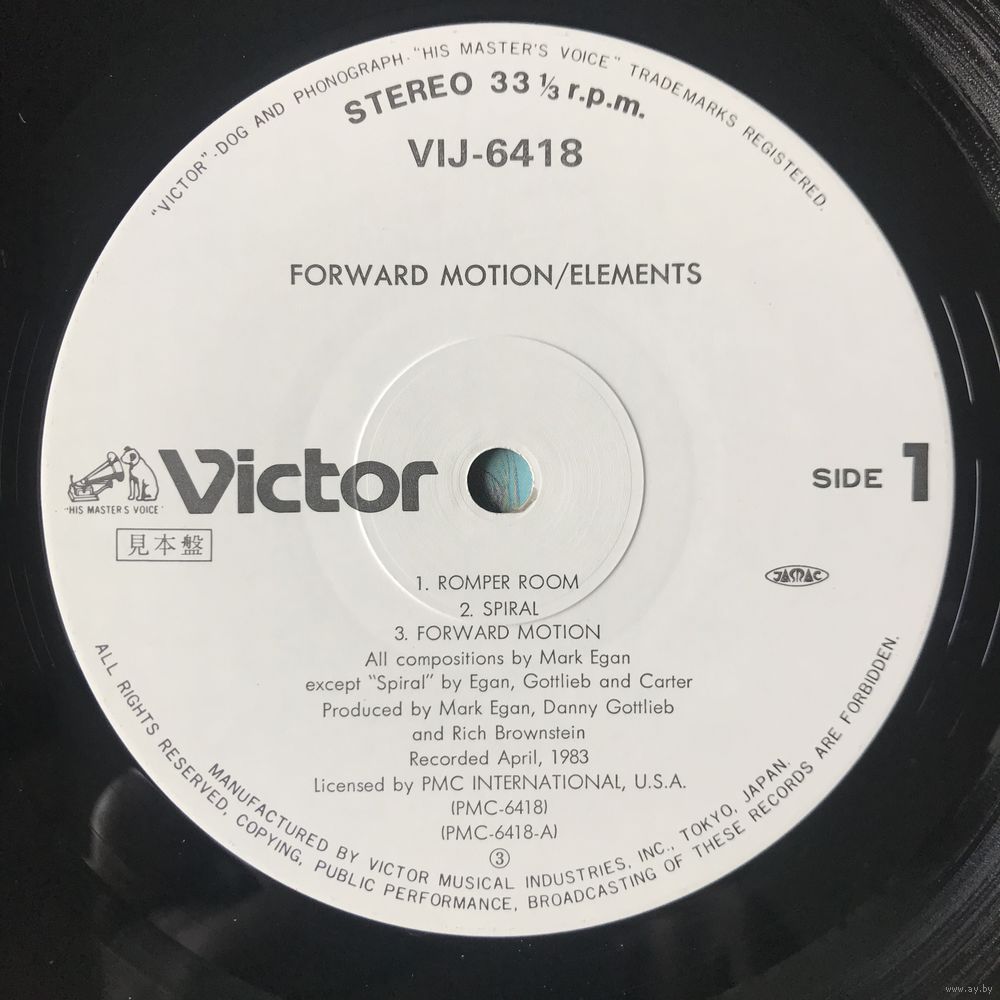 "VICTOR"-DOG AND PHONOGRAPH-"HIS MASTER'S VOICE" TRADEMARKS REGISTERED.
STEREO 33 ⅓ r.p.m.
VIJ-6418
FORWARD MOTION/ELEMENTS
Victor
"HIS MASTER'S VOICE"
見本盤
SIDE 1
JASRAC
1. ROMPER ROOM
2. SPIRAL
3. FORWARD MOTION
All compositions by Mark Egan
except "Spiral" by Egan, Gottlieb and Carter
Produced by Mark Egan, Danny Gottlieb
and Rich Brownstein
Recorded April, 1983
Licensed by PMC INTERNATIONAL, U.S.A.
(PMC-6418)
(PMC-6418-A)
③
MANUFACTURED BY VICTOR MUSICAL INDUSTRIES, INC., TOKYO, JAPAN.
ALL RIGHTS RESERVED, COPYING, PUBLIC PERFORMANCE, BROADCASTING OF THESE RECORDS ARE FORBIDDEN.
www.ay.by